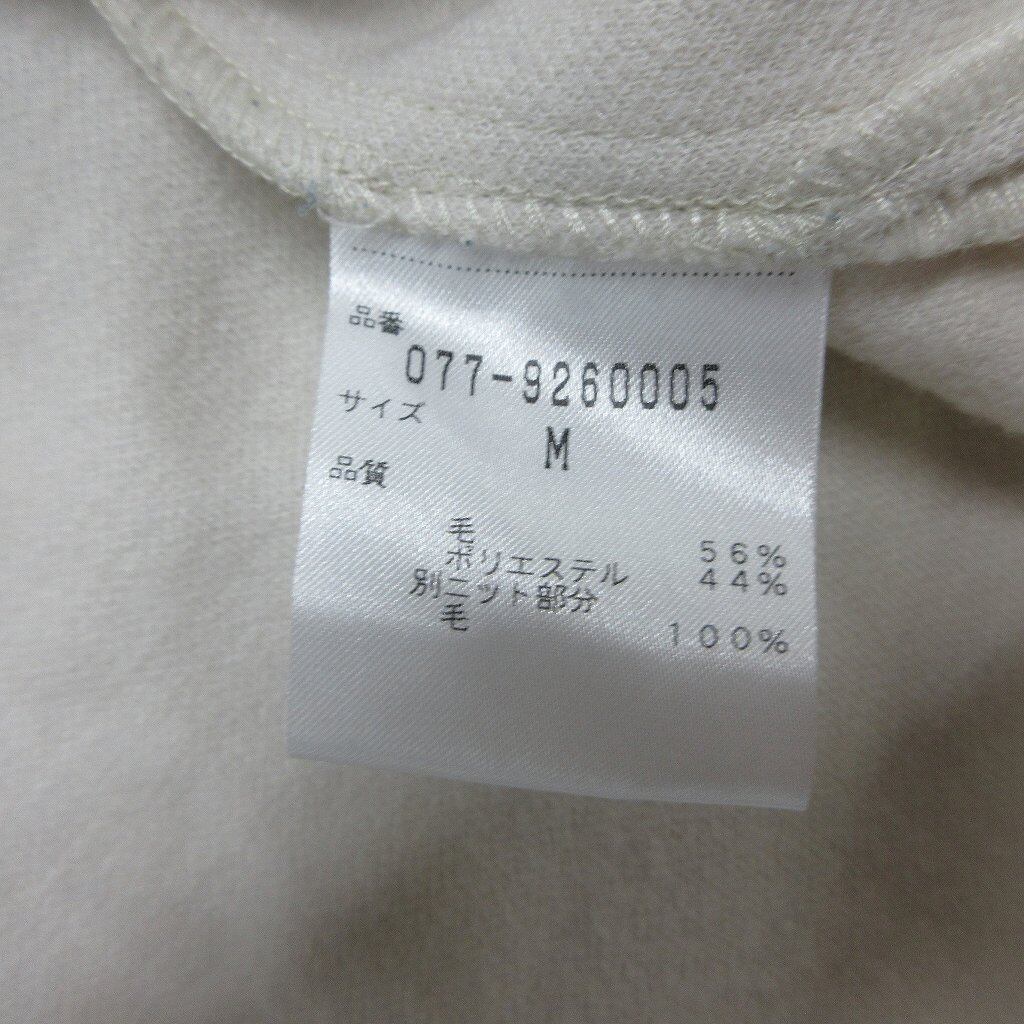 品番
077-9260005
サイズ
M
品質
毛 56%
ポリエステル 44%
別ニット部分
毛 100%